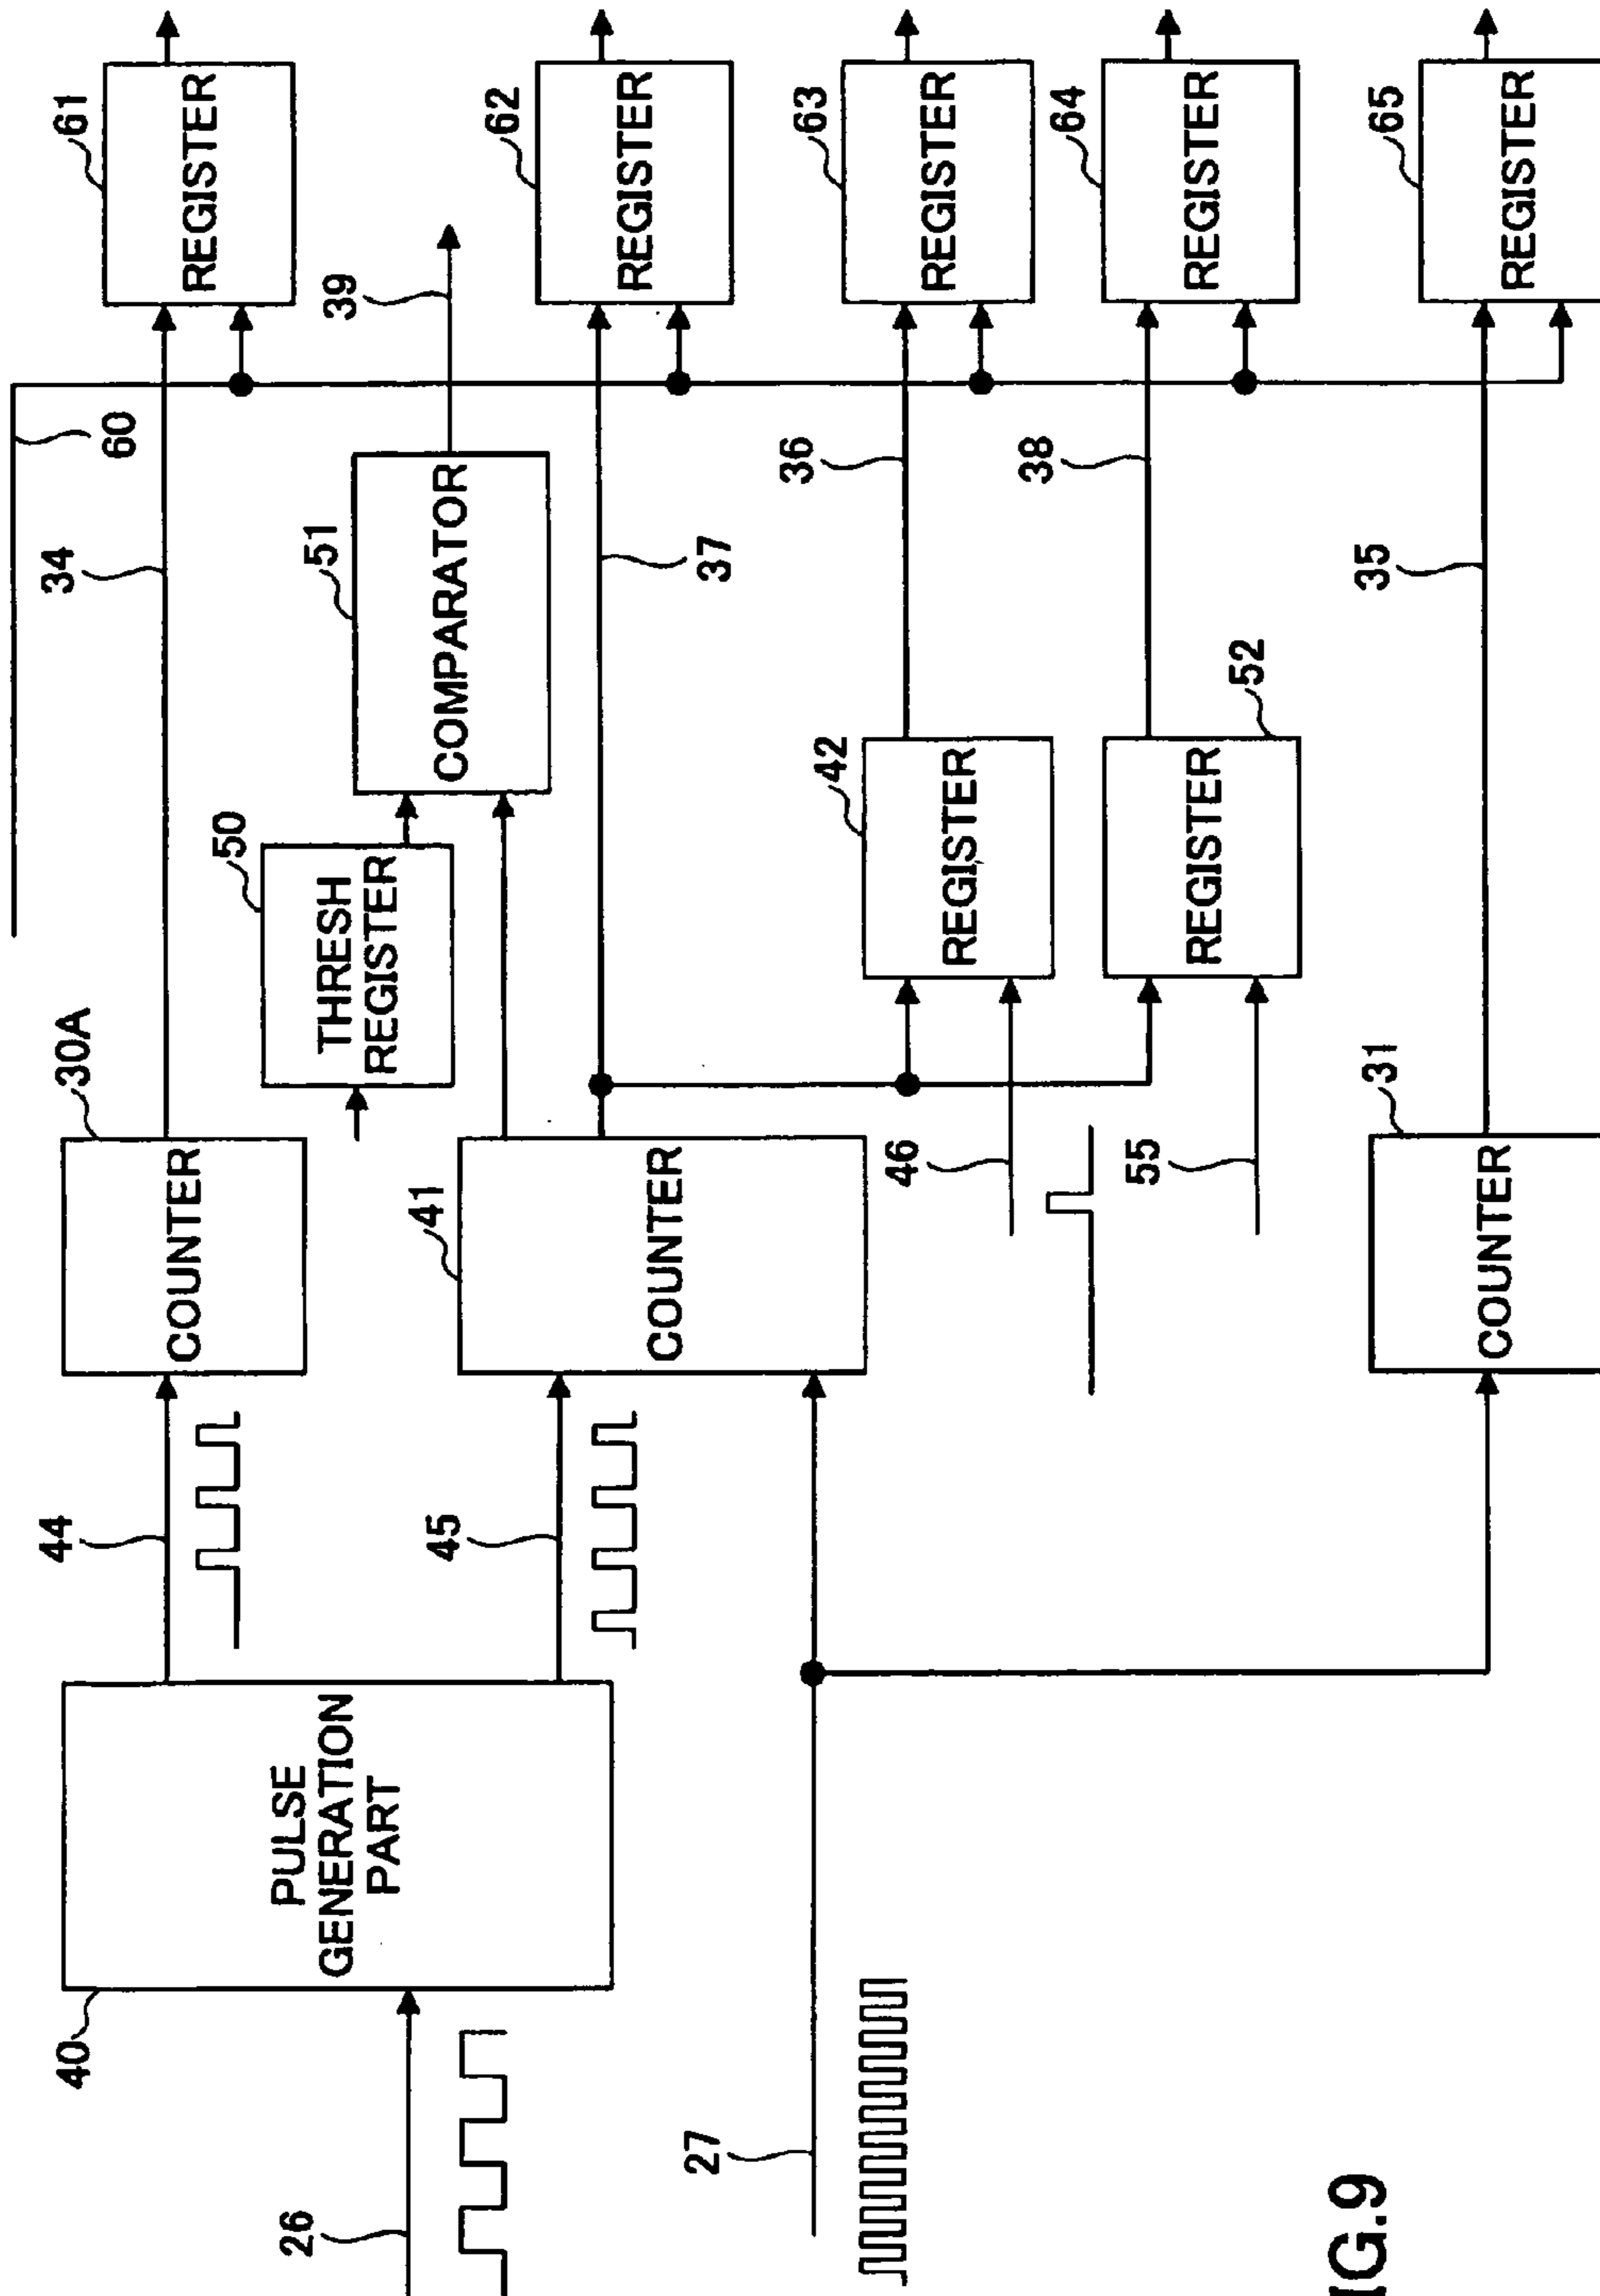 40
44
30A
34
60
61
PULSE
GENERATION
PART
COUNTER
REGISTER
26
50
THRESH
REGISTER
51
COMPARATOR
39
45
41
COUNTER
37
62
REGISTER
27
46
42
REGISTER
36
63
REGISTER
55
52
REGISTER
38
64
REGISTER
31
COUNTER
35
65
REGISTER
IG.9